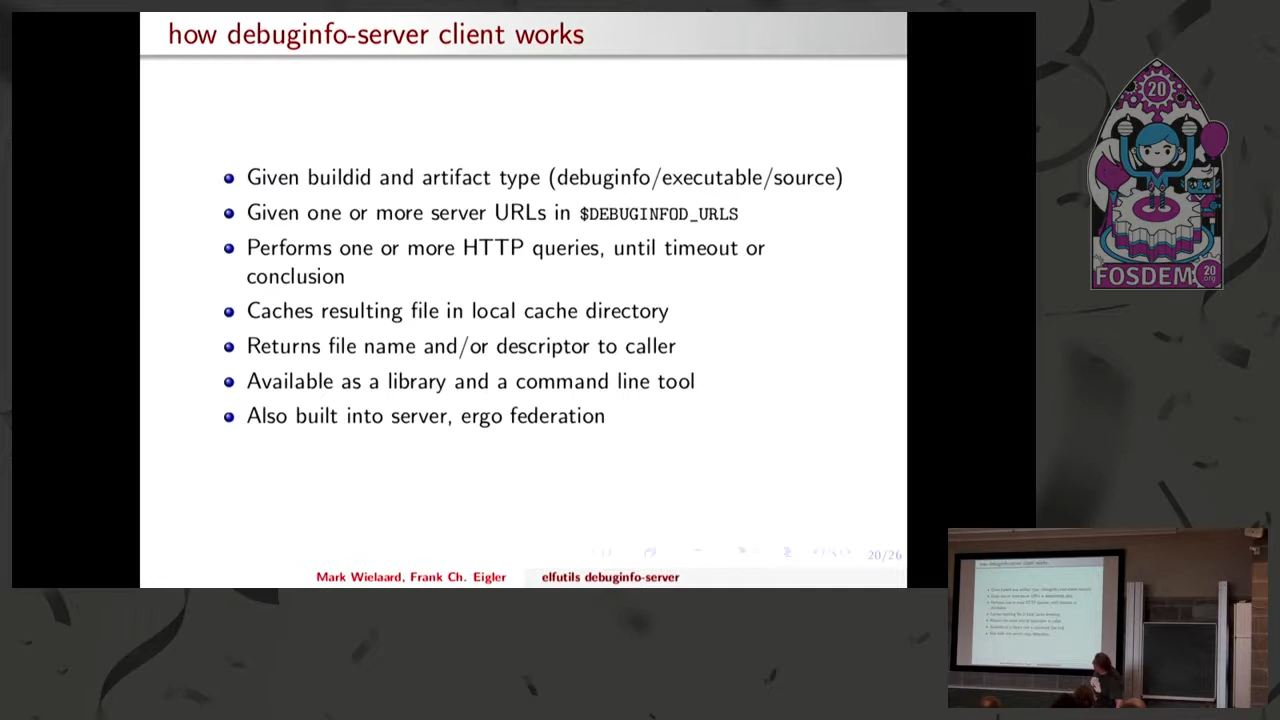 how debuginfo-server client works
Given buildid and artifact type (debuginfo/executable/source)
Given one or more server URLs in $DEBUGINFOD_URLS
Performs one or more HTTP queries, until timeout or
conclusion
Caches resulting file in local cache directory
Returns file name and/or descriptor to caller
Available as a library and a command line tool
Also built into server, ergo federation
20/26
Mark Wielaard, Frank Ch. Eigler
elfutils debuginfo-server
20
FOSDEM
20
.org